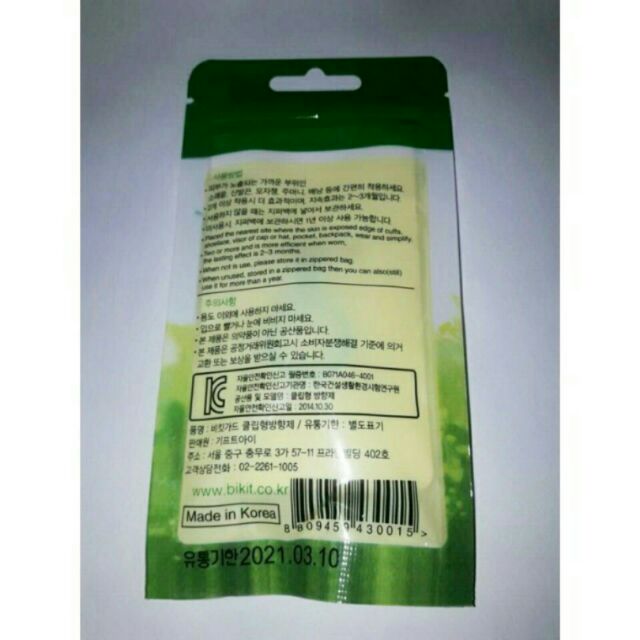 사용방법
• 피부가 노출되는 가까운 부위인
소매끝, 신발끈, 모자챙, 주머니, 배낭 등에 간편히 착용하세요.
• 2개 이상 착용시 더 효과적이며, 지속효과는 2~3개월입니다.
• 사용하지 않을 때는 지퍼백에 넣어서 보관하세요.
• 미사용시, 지퍼백에 보관하시면 1년 이상 사용 가능합니다.
• Placed the nearest site where the skin is exposed edge of cuffs,
shoelace, visor of cap or hat, pocket, backpack, wear and simplify.
• Two or more and is more efficient when worn,
the lasting effect is 2~3 months.
• When not in use, please store it in zippered bag.
• When unused, stored in a zippered bag then you can also(still)
use it for more than a year.
주의사항
• 용도 이외에 사용하지 마세요.
• 입으로 빨거나 눈에 비비지 마세요.
• 본 제품은 의약품이 아닌 공산품입니다.
• 본 제품은 공정거래위원회고시 소비자분쟁해결 기준에 의거
교환 또는 보상을 받으실 수 있습니다.
자율안전확인신고 필증번호 : B071A046-4001
자율안전확인신고기관명 : 한국건설생활환경시험연구원
공산품 및 모델명 : 클립형 방향제
자율안전확인신고일 : 2014.10.30
품명 : 비킷가드 클립형방향제 / 유통기한 : 별도표기
판매원 : 기프트아이
주소 : 서울 중구 충무로 3가 57-11 402호
고객상담전화 : 02-2261-1005
www.bikit.co.kr
Made in Korea
8 809459 430015 >
유통기한2021.03.10